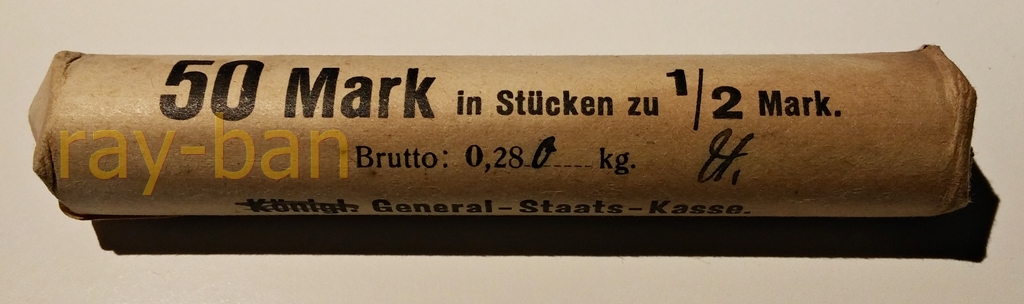 50 Mark in Stücken zu 1/2 Mark.
ray-ban
Brutto: 0,280 kg.
Königl. General-Staats-Kasse.